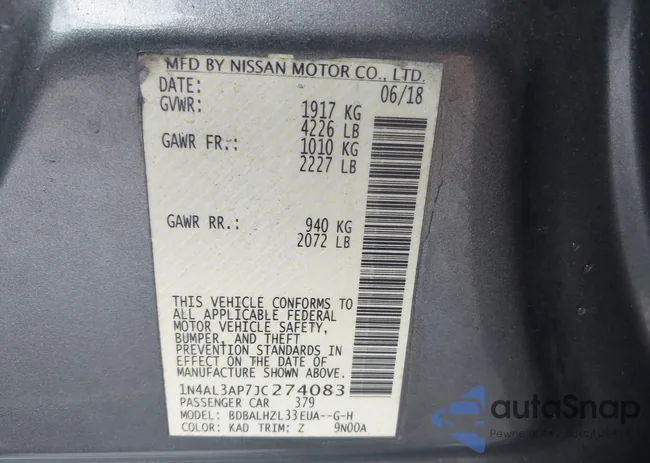 MFD BY NISSAN MOTOR CO., LTD.
DATE: 06/18
GVWR: 1917 KG
4226 LB
GAWR FR.: 1010 KG
2227 LB
GAWR RR.: 940 KG
2072 LB
THIS VEHICLE CONFORMS TO
ALL APPLICABLE FEDERAL
MOTOR VEHICLE SAFETY,
BUMPER, AND THEFT
PREVENTION STANDARDS
IN EFFECT ON THE DATE OF
MANUFACTURE SHOWN ABOVE.
1N4AL3AP7JC274083
PASSENGER CAR 379
MODEL: BDBALHZL33EUA--G-H
COLOR: KAD TRIM: Z 9N00A
autoSnap